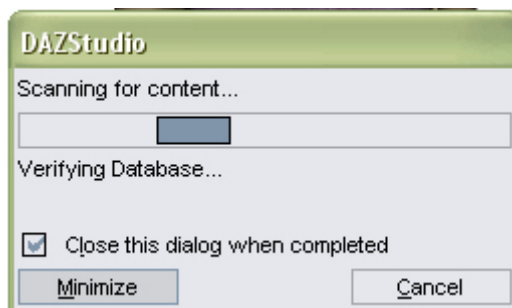 DAZStudio
Scanning for content...
Verifying Database...
Close this dialog when completed
Minimize
Cancel